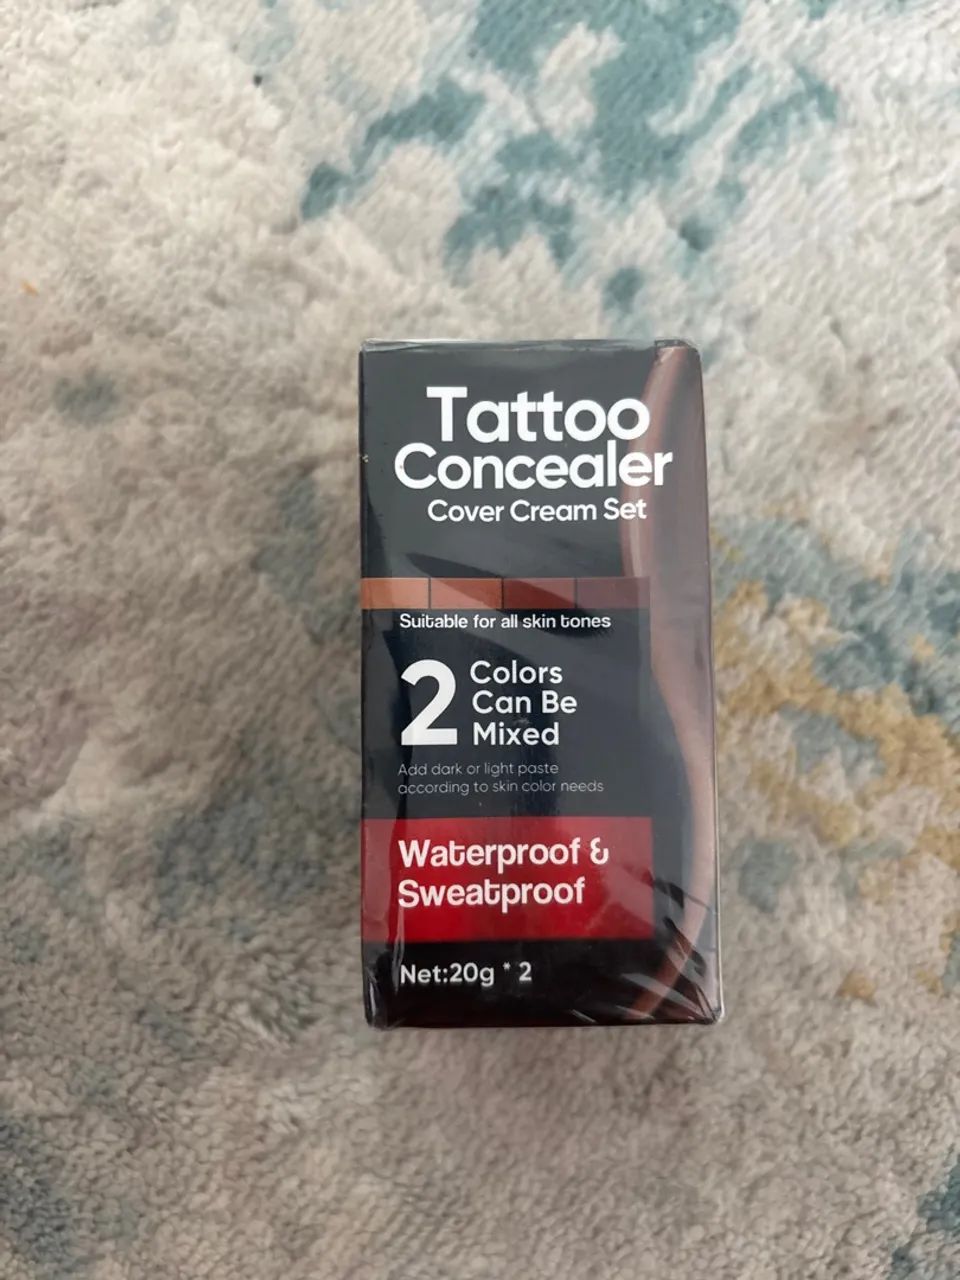 Tattoo
Concealer
Cover Cream Set
Suitable for all skin tones
2
Colors
Can Be
Mixed
Add dark or light paste
according to skin color needs
Waterproof &
Sweatproof
Net:20g * 2